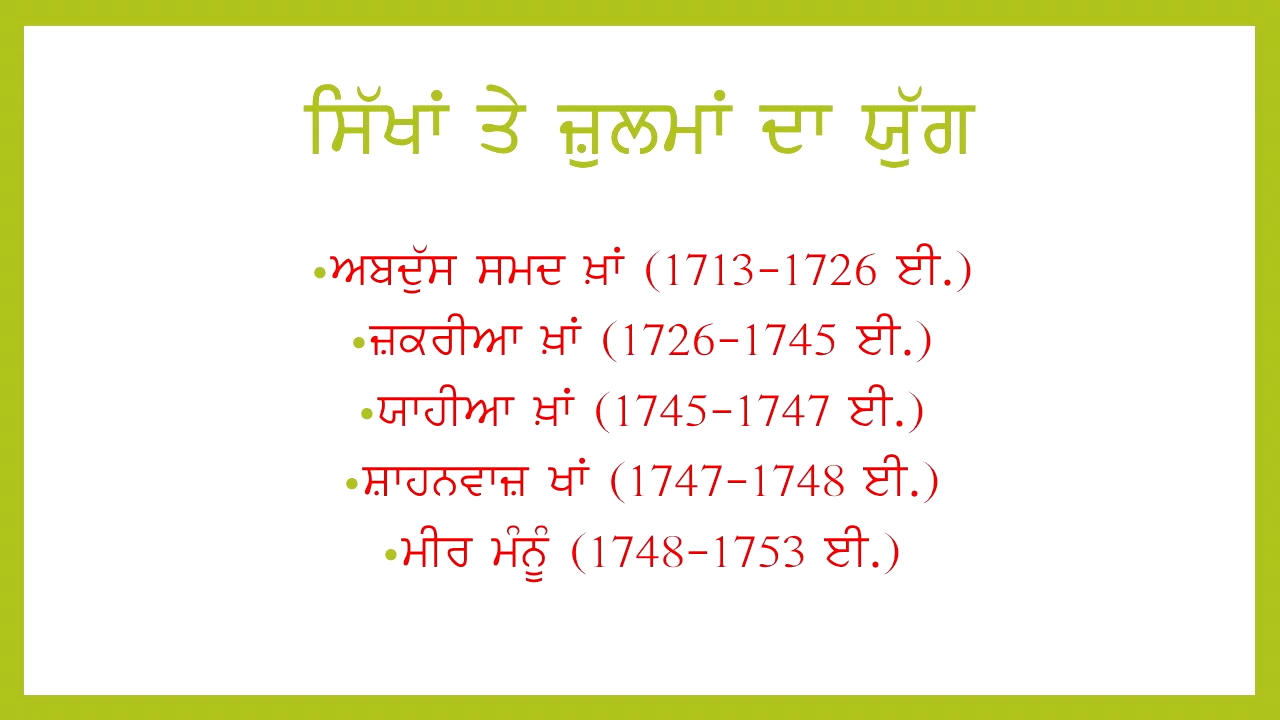 ਸਿੱਖਾਂ ਤੇ ਜ਼ੁਲਮਾਂ ਦਾ ਯੁੱਗ
•ਅਬਦੁੱਸ ਸਮਦ ਖ਼ਾਂ (1713-1726 ਈ.)
•ਜ਼ਕਰੀਆ ਖ਼ਾਂ (1726-1745 ਈ.)
•ਯਾਹੀਆ ਖ਼ਾਂ (1745-1747 ਈ.)
•ਸ਼ਾਹਨਵਾਜ਼ ਖਾਂ (1747-1748 ਈ.)
•ਮੀਰ ਮੰਨੂੰ (1748-1753 ਈ.)